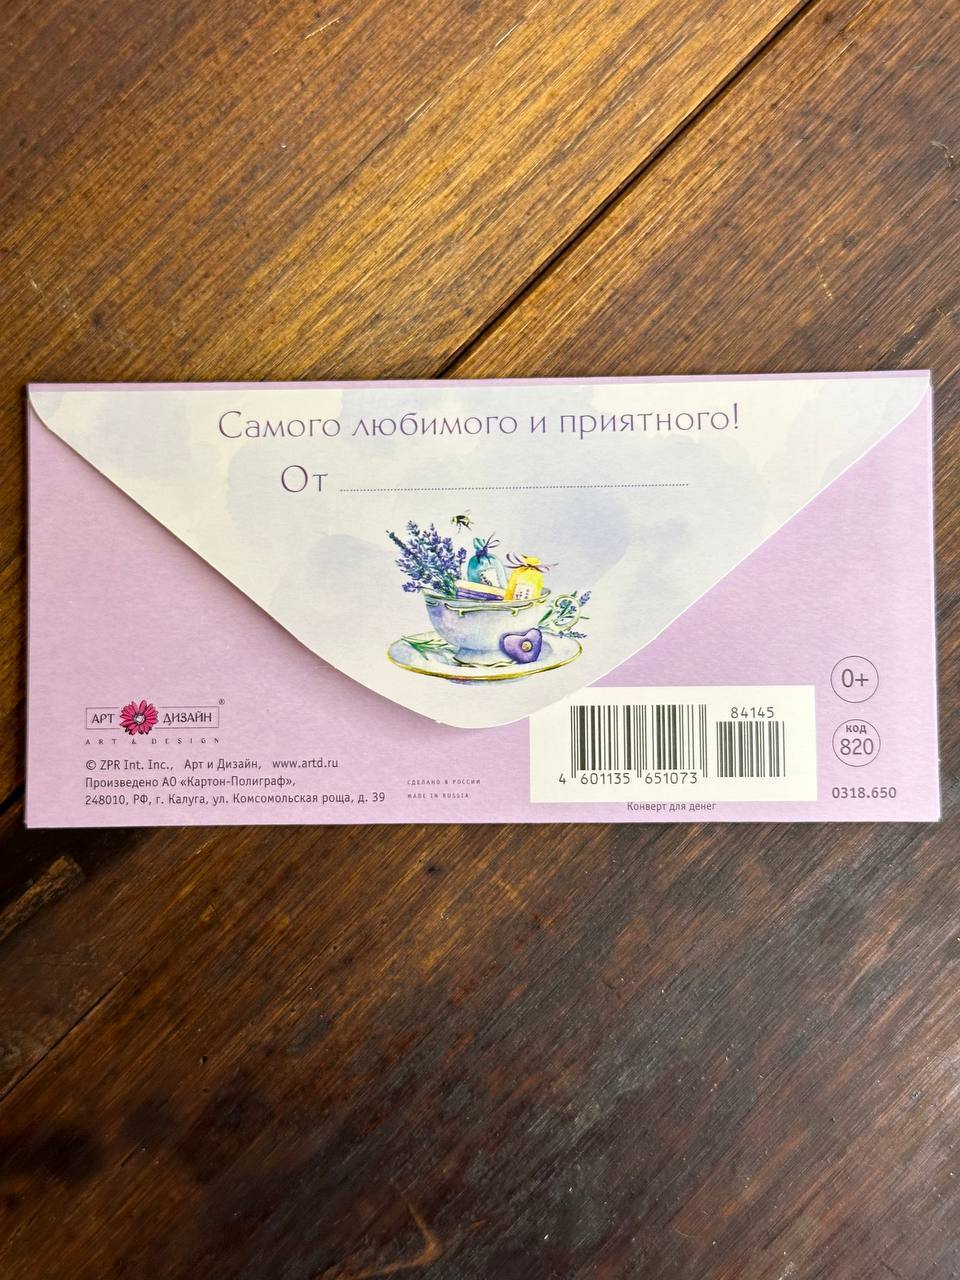 Самого любимого и приятного!
От
0+
84145
код
820
АРТ ДИЗАЙН ®
ART & DESIGN
© ZPR Int. Inc., Арт и Дизайн, www.artd.ru
Произведено АО «Картон-Полиграф»,
248010, РФ, г. Калуга, ул. Комсомольская роща, д. 39
СДЕЛАНО В РОССИИ
MADE IN RUSSIA
4 601135 651073
Конверт для денег
0318.650